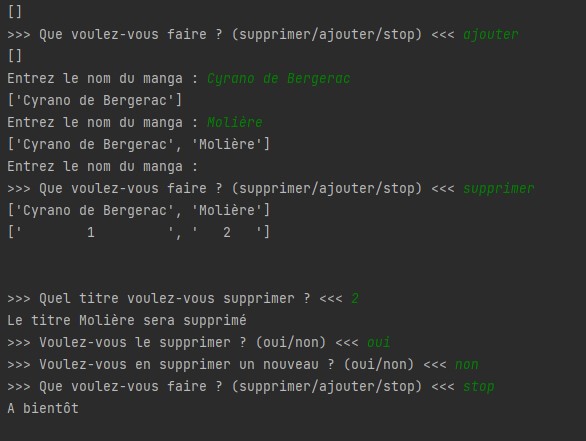 []
>>> Que voulez-vous faire ? (supprimer/ajouter/stop) <<< ajouter
[]
Entrez le nom du manga : Cyrano de Bergerac
['Cyrano de Bergerac']
Entrez le nom du manga : Molière
['Cyrano de Bergerac', 'Molière']
Entrez le nom du manga :
>>> Que voulez-vous faire ? (supprimer/ajouter/stop) <<< supprimer
['Cyrano de Bergerac', 'Molière']
['        1         ', '   2   ']
>>> Quel titre voulez-vous supprimer ? <<< 2
Le titre Molière sera supprimé
>>> Voulez-vous le supprimer ? (oui/non) <<< oui
>>> Voulez-vous en supprimer un nouveau ? (oui/non) <<< non
>>> Que voulez-vous faire ? (supprimer/ajouter/stop) <<< stop
A bientôt